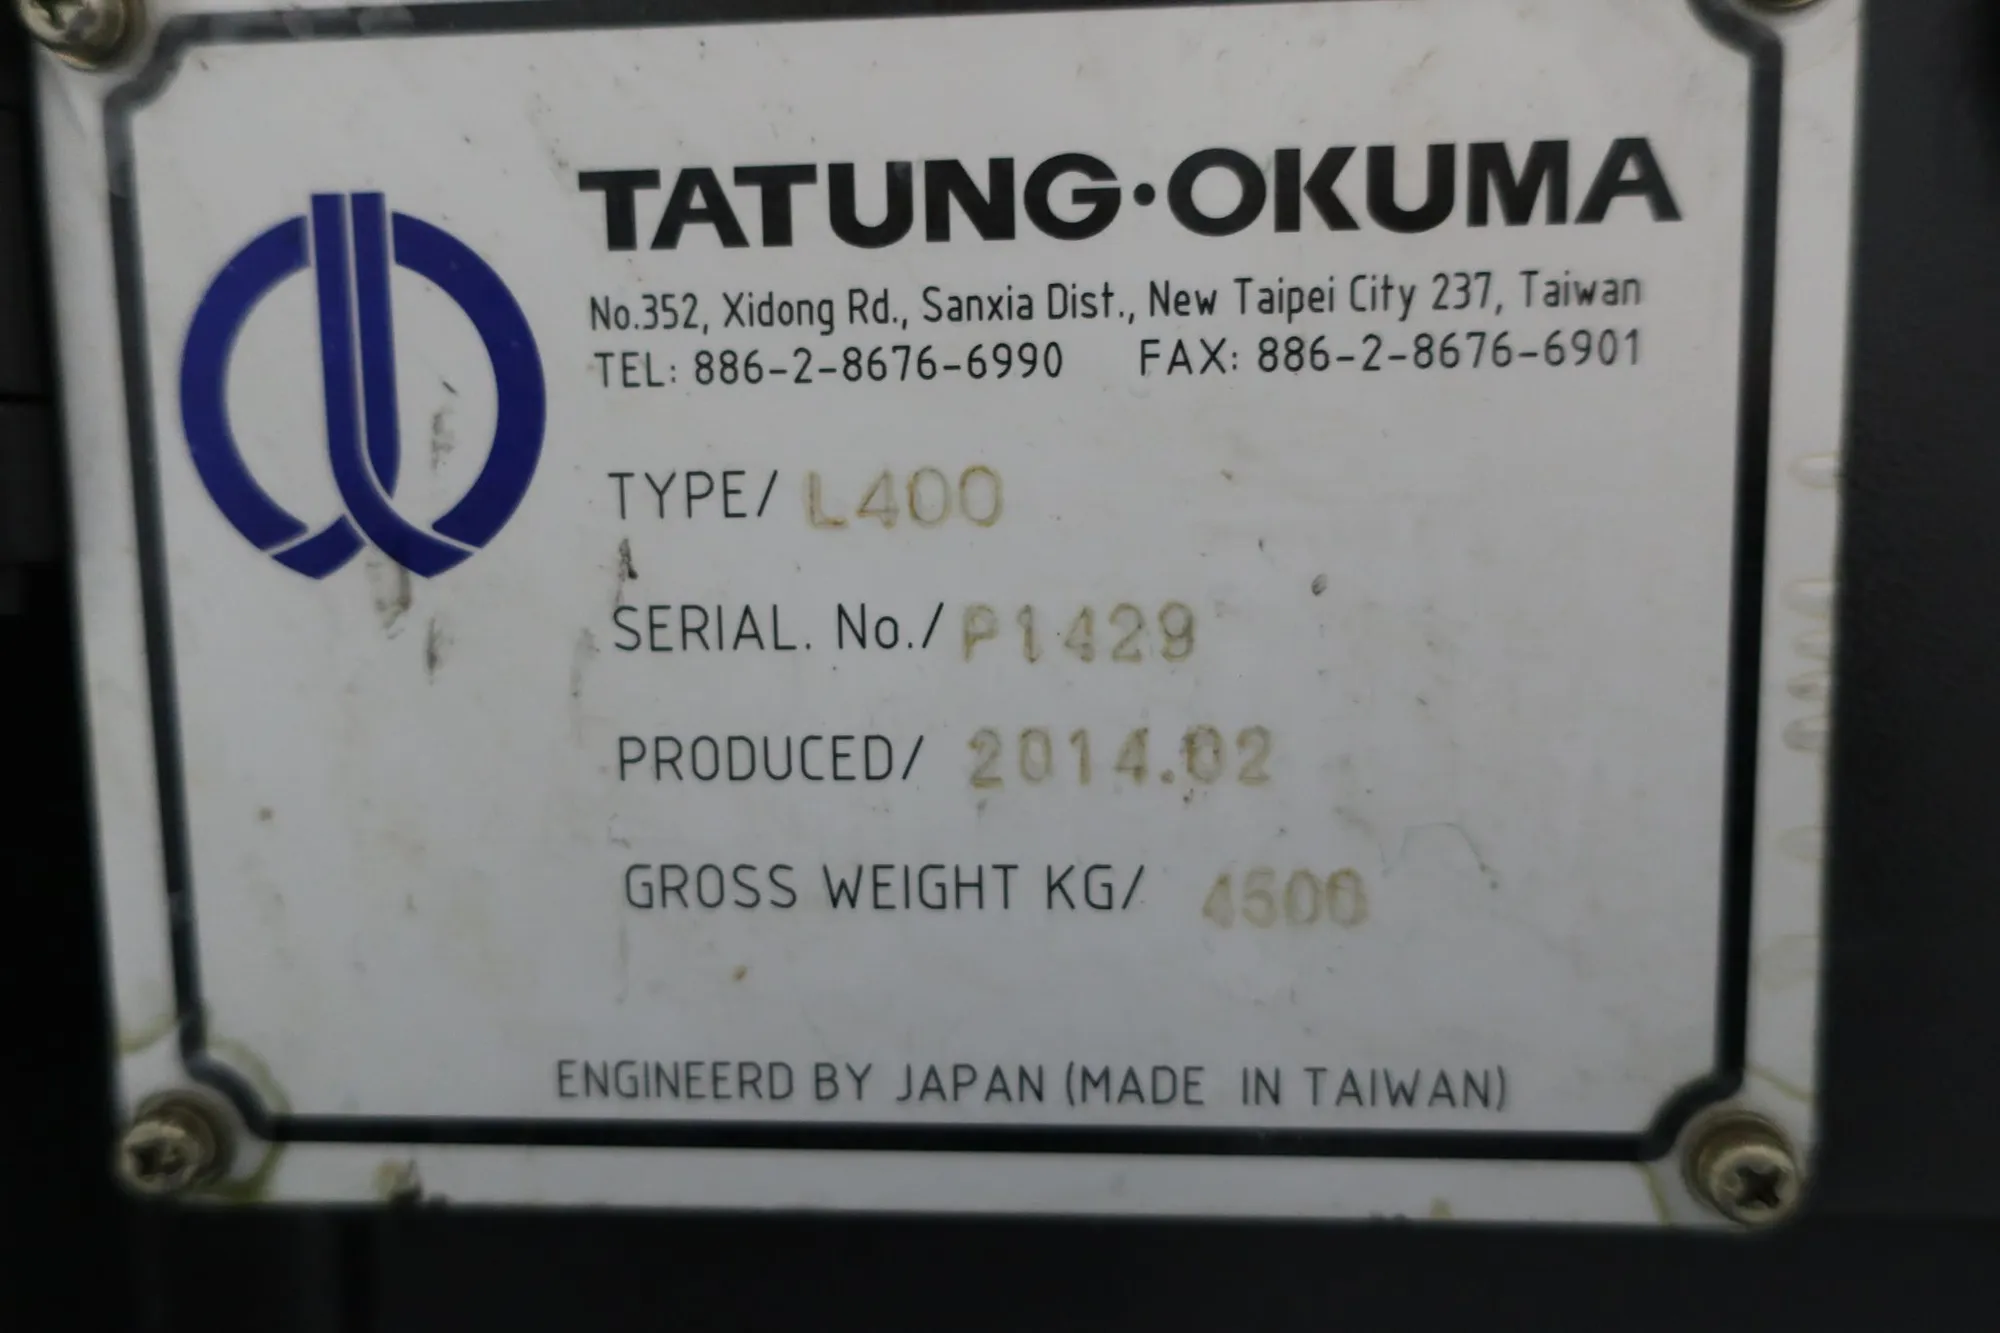 TATUNG·OKUMA
No.352, Xidong Rd., Sanxia Dist., New Taipei City 237, Taiwan
TEL: 886-2-8676-6990 FAX: 886-2-8676-6901
TYPE/ L400
SERIAL. No./ P1429
PRODUCED/ 2014.02
GROSS WEIGHT KG/ 4500
ENGINEERD BY JAPAN (MADE IN TAIWAN)